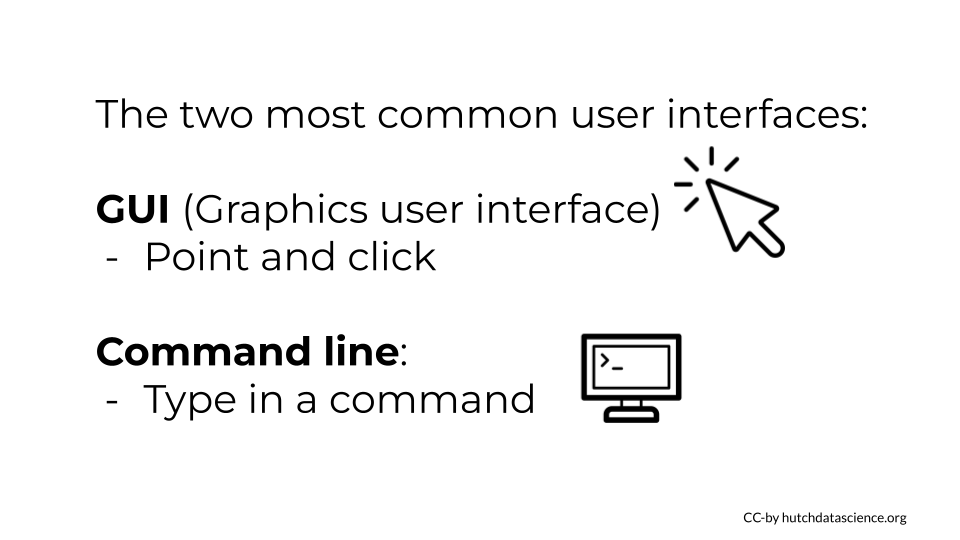 The two most common user interfaces:
GUI (Graphics user interface)
- Point and click
Command line:
- Type in a command
>_
CC-by hutchdatascience.org